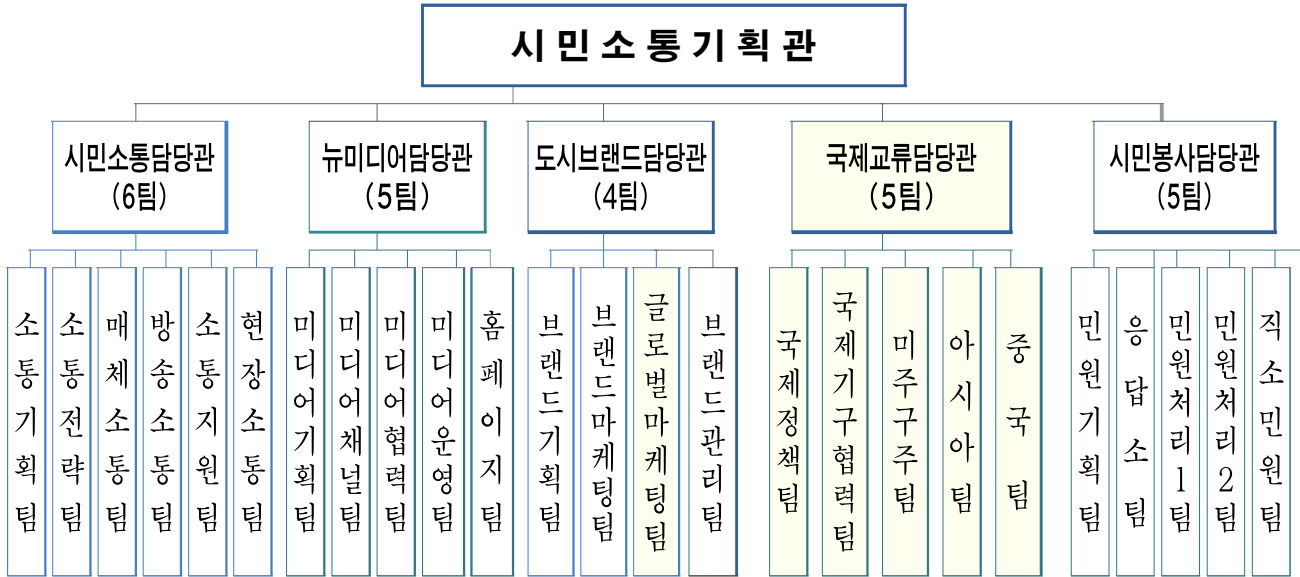 시민소통기획관
시민소통담당관
(6팀)
뉴미디어담당관
(5팀)
도시브랜드담당관
(4팀)
국제교류담당관
(5팀)
시민봉사담당관
(5팀)
소통기획팀
소통전략팀
매체소통팀
방송소통팀
소통지원팀
현장소통팀
미디어기획팀
미디어채널팀
미디어협력팀
미디어운영팀
홈페이지팀
브랜드기획팀
브랜드마케팅팀
글로벌마케팅팀
브랜드관리팀
국제정책팀
국제기구협력팀
미주구주팀
아시아팀
중국팀
민원기획팀
응답소팀
민원처리1팀
민원처리2팀
직소민원팀